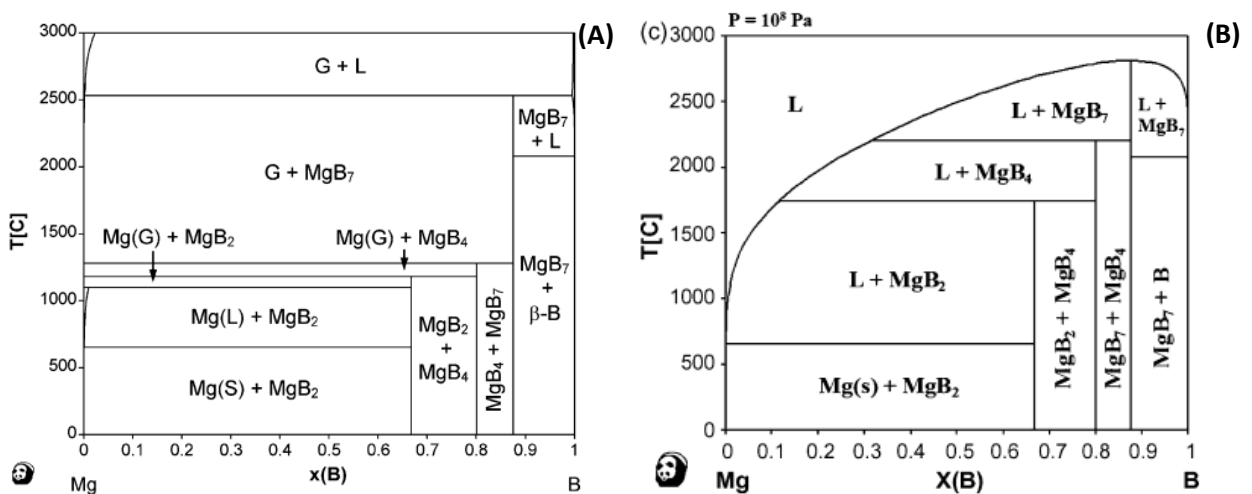 (A)
3000
2500
2000
1500
1000
500
0
T[C]
G + L
MgB₇
+ L
G + MgB₇
Mg(G) + MgB₂
Mg(G) + MgB₄
MgB₇
+
β-B
Mg(L) + MgB₂
MgB₂
+
MgB₄
MgB₄ + MgB₇
Mg(S) + MgB₂
0 0.1 0.2 0.3 0.4 0.5 0.6 0.7 0.8 0.9 1
Mg
x(B)
B
(c)
P = 10⁸ Pa
(B)
3000
2500
2000
1500
1000
500
0
T[C]
L
L + MgB₇
L +
MgB₇
L + MgB₄
L + MgB₂
MgB₂ + MgB₄
MgB₇ + MgB₄
MgB₇ + B
Mg(s) + MgB₂
0 0.1 0.2 0.3 0.4 0.5 0.6 0.7 0.8 0.9 1
Mg
X(B)
B